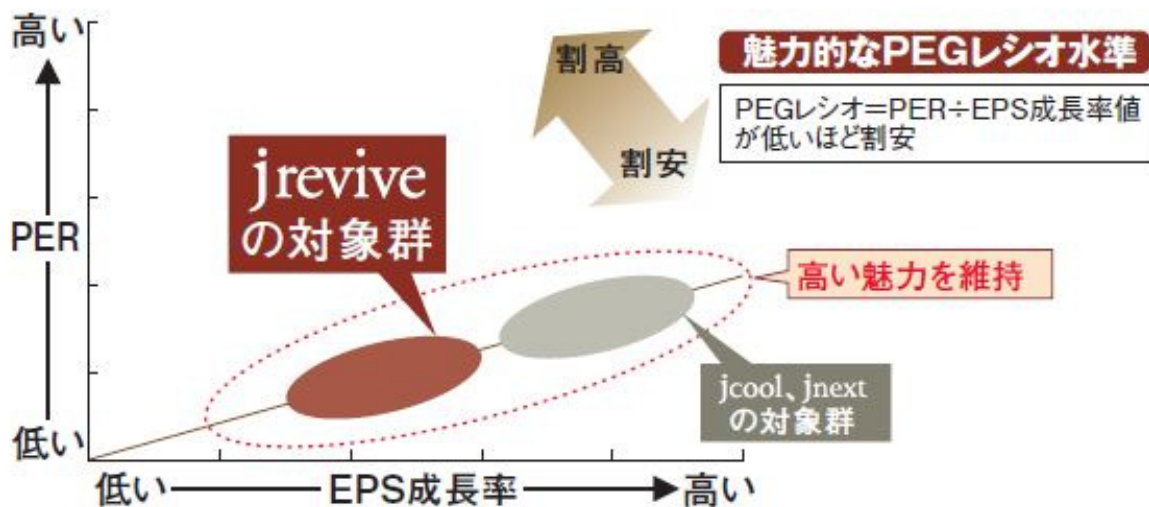 高い
PER
低い
低い
EPS成長率
高い
割高
割安
魅力的なPEGレシオ水準
PEGレシオ=PER÷EPS成長率値
が低いほど割安
jrevive
の対象群
高い魅力を維持
jcool、jnext
の対象群